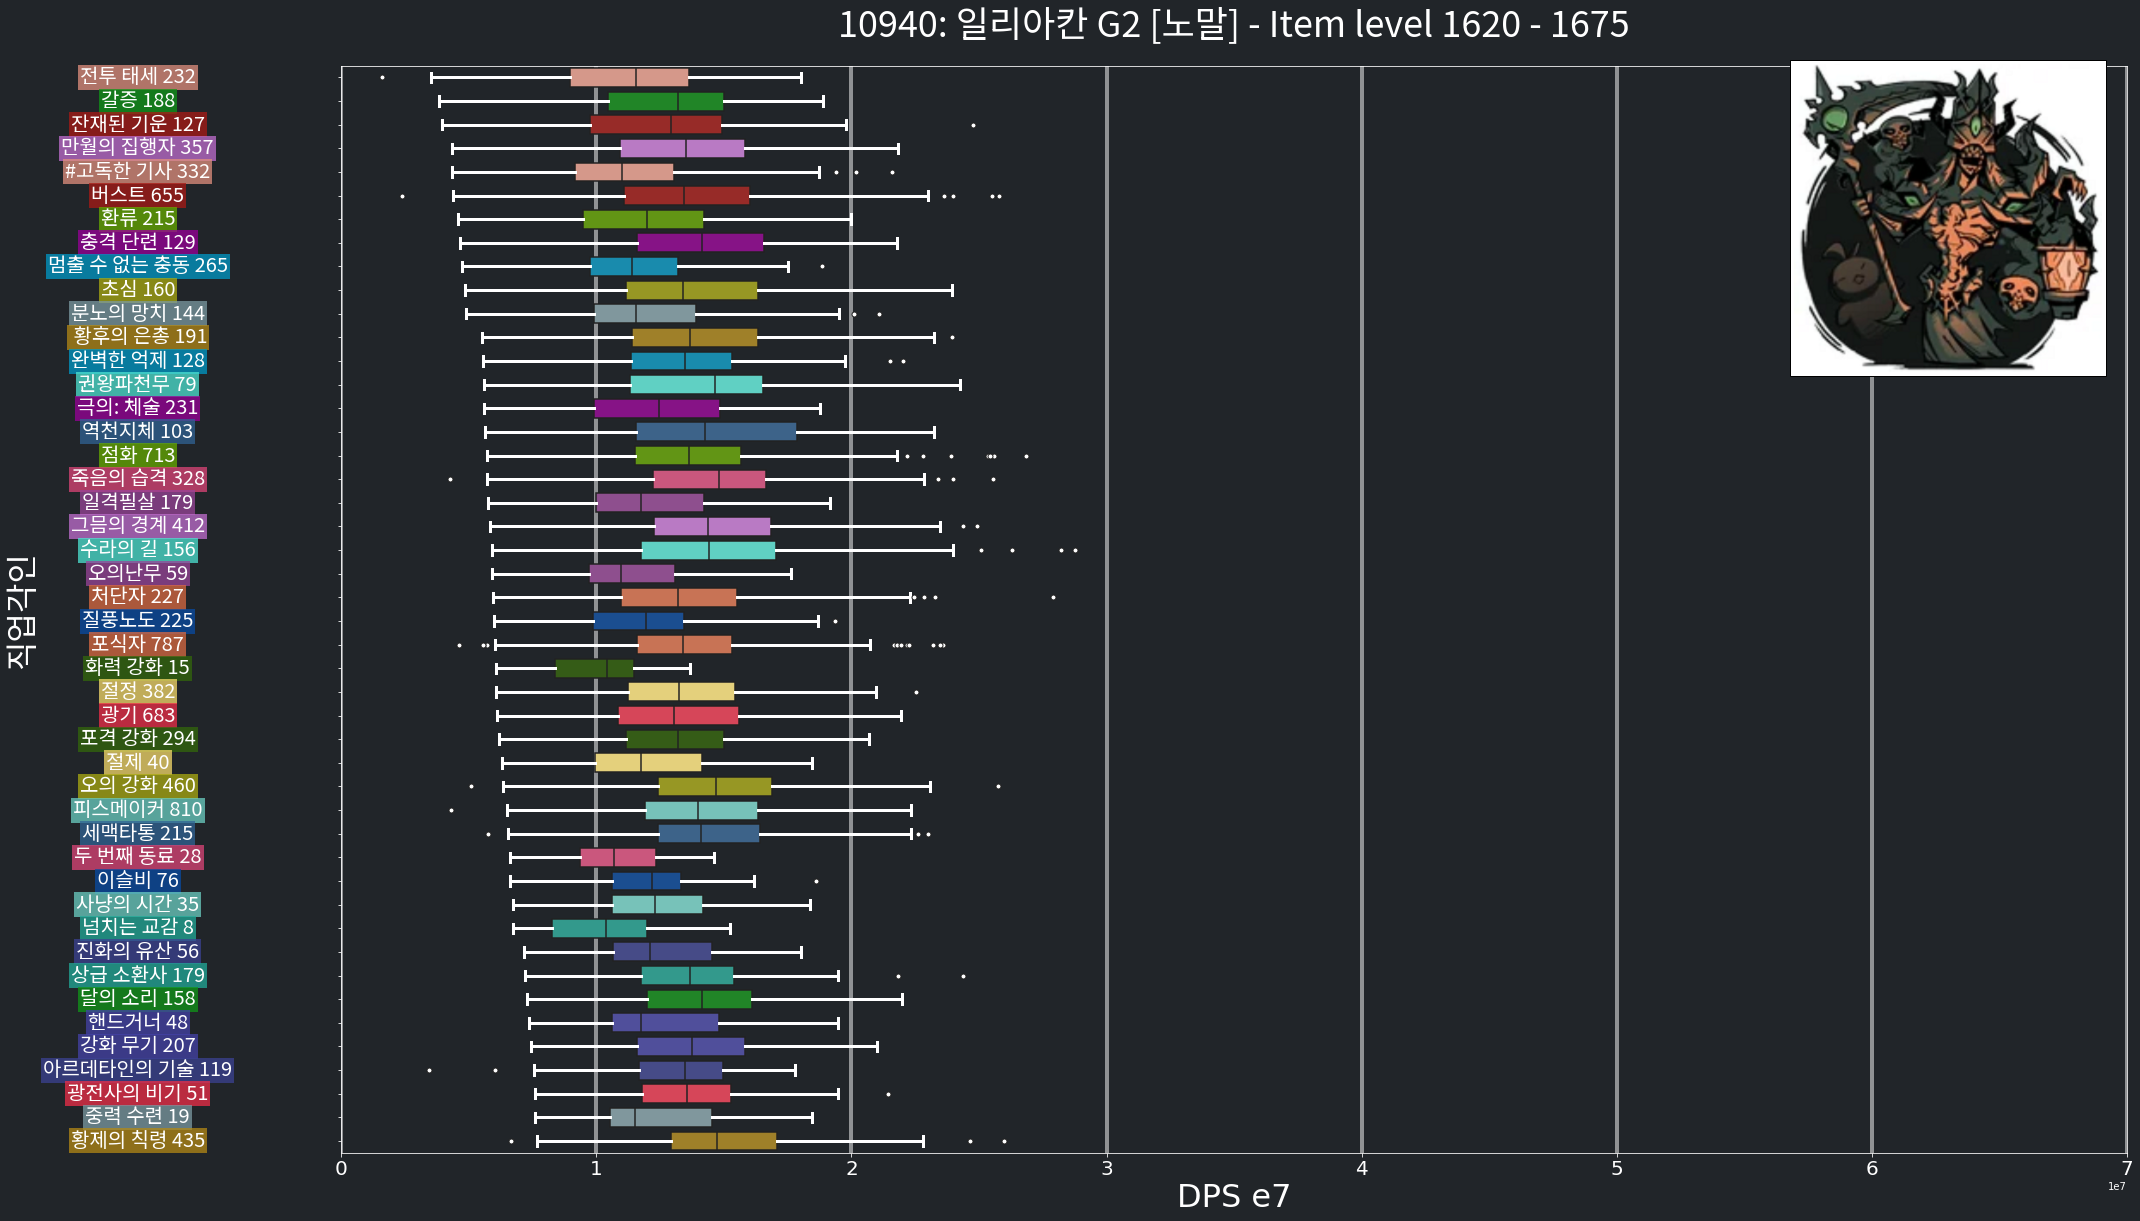 10940: 일리아칸 G2 [노말] - Item level 1620 - 1675
직업각인
전투 태세 232
갈증 188
잔재된 기운 127
만월의 집행자 357
#고독한 기사 332
버스트 655
환류 215
충격 단련 129
멈출 수 없는 충동 265
초심 160
분노의 망치 144
황후의 은총 191
완벽한 억제 128
권왕파천무 79
극의: 체술 231
역천지체 103
점화 713
죽음의 습격 328
일격필살 179
그믐의 경계 412
수라의 길 156
오의난무 59
처단자 227
질풍노도 225
포식자 787
화력 강화 15
절정 382
광기 683
포격 강화 294
절제 40
오의 강화 460
피스메이커 810
세맥타통 215
두 번째 동료 28
이슬비 76
사냥의 시간 35
넘치는 교감 8
진화의 유산 56
상급 소환사 179
달의 소리 158
핸드거너 48
강화 무기 207
아르데타인의 기술 119
광전사의 비기 51
중력 수련 19
황제의 칙령 435
0 1 2 3 4 5 6 7
DPS e7
1e7